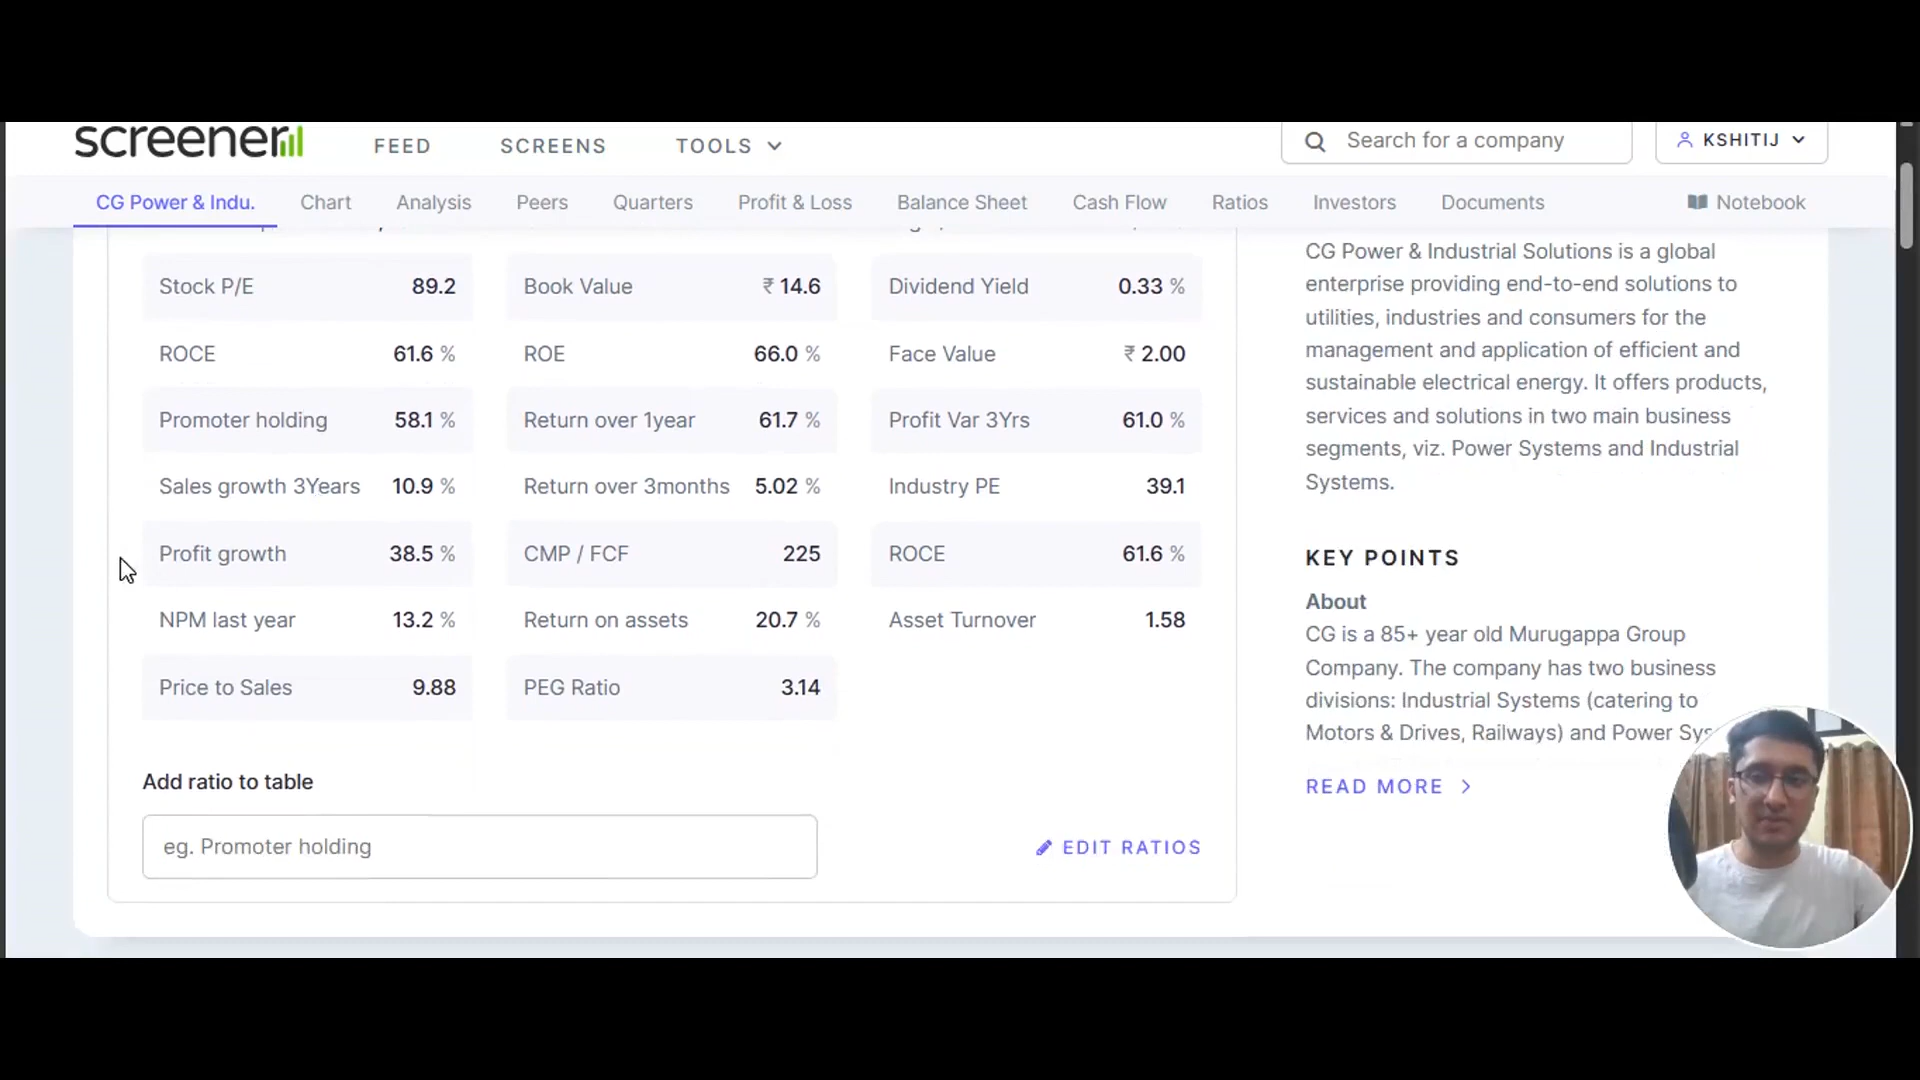 screener
FEED
SCREENS
TOOLS
Search for a company
KSHITIJ
CG Power & Indu.
Chart
Analysis
Peers
Quarters
Profit & Loss
Balance Sheet
Cash Flow
Ratios
Investors
Documents
Notebook
Stock P/E 89.2
Book Value ₹ 14.6
Dividend Yield 0.33 %
ROCE 61.6 %
ROE 66.0 %
Face Value ₹ 2.00
Promoter holding 58.1 %
Return over 1year 61.7 %
Profit Var 3Yrs 61.0 %
Sales growth 3Years 10.9 %
Return over 3months 5.02 %
Industry PE 39.1
Profit growth 38.5 %
CMP / FCF 225
ROCE 61.6 %
NPM last year 13.2 %
Return on assets 20.7 %
Asset Turnover 1.58
Price to Sales 9.88
PEG Ratio 3.14
Add ratio to table
eg. Promoter holding
EDIT RATIOS
CG Power & Industrial Solutions is a global
enterprise providing end-to-end solutions to
utilities, industries and consumers for the
management and application of efficient and
sustainable electrical energy. It offers products,
services and solutions in two main business
segments, viz. Power Systems and Industrial
Systems.
KEY POINTS
About
CG is a 85+ year old Murugappa Group
Company. The company has two business
divisions: Industrial Systems (catering to
Motors & Drives, Railways) and Power
READ MORE